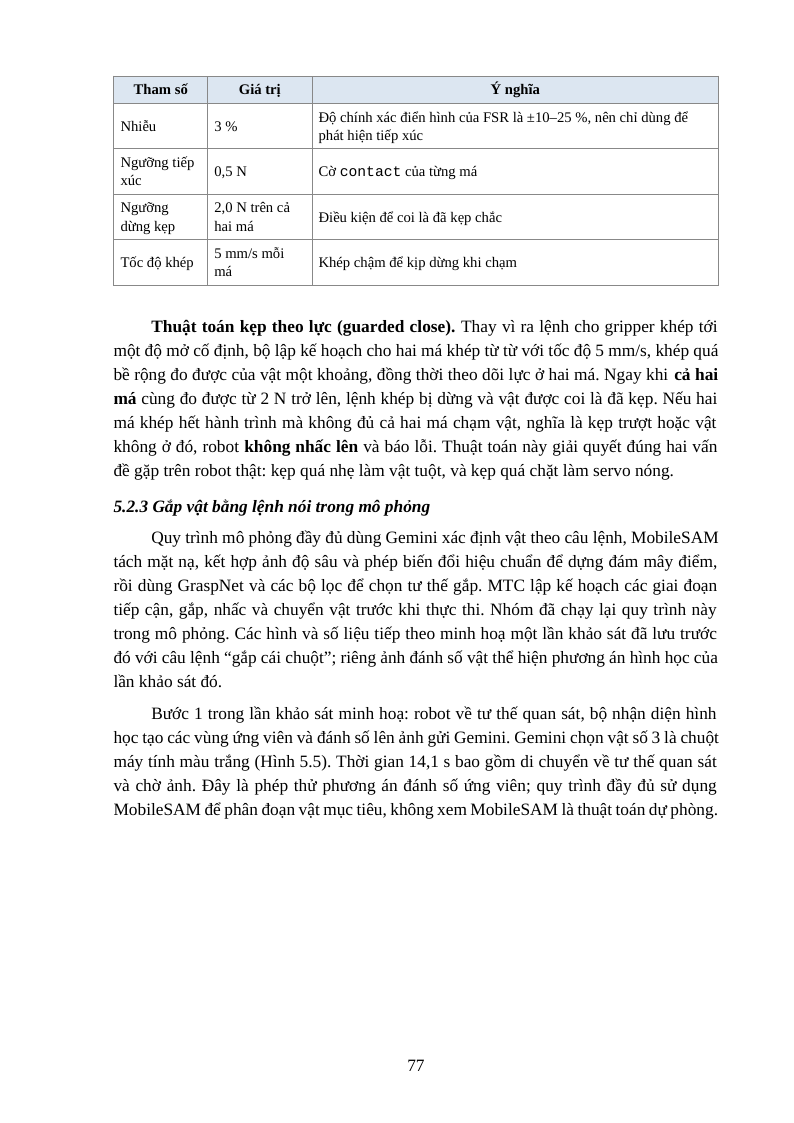 Tham số Giá trị Ý nghĩa
Nhiễu 3 % Độ chính xác điển hình của FSR là ±10–25 %, nên chỉ dùng để
phát hiện tiếp xúc
Ngưỡng tiếp
xúc 0,5 N Cờ contact của từng má
Ngưỡng
dừng kẹp 2,0 N trên cả
hai má Điều kiện để coi là đã kẹp chắc
Tốc độ khép 5 mm/s mỗi
má Khép chậm để kịp dừng khi chạm
Thuật toán kẹp theo lực (guarded close). Thay vì ra lệnh cho gripper khép tới
một độ mở cố định, bộ lập kế hoạch cho hai má khép từ từ với tốc độ 5 mm/s, khép quá
bề rộng đo được của vật một khoảng, đồng thời theo dõi lực ở hai má. Ngay khi cả hai
má cùng đo được từ 2 N trở lên, lệnh khép bị dừng và vật được coi là đã kẹp. Nếu hai
má khép hết hành trình mà không đủ cả hai má chạm vật, nghĩa là kẹp trượt hoặc vật
không ở đó, robot không nhấc lên và báo lỗi. Thuật toán này giải quyết đúng hai vấn
đề gặp trên robot thật: kẹp quá nhẹ làm vật tuột, và kẹp quá chặt làm servo nóng.
5.2.3 Gắp vật bằng lệnh nói trong mô phỏng
Quy trình mô phỏng đầy đủ dùng Gemini xác định vật theo câu lệnh, MobileSAM
tách mặt nạ, kết hợp ảnh độ sâu và phép biến đổi hiệu chuẩn để dựng đám mây điểm,
rồi dùng GraspNet và các bộ lọc để chọn tư thế gắp. MTC lập kế hoạch các giai đoạn
tiếp cận, gắp, nhấc và chuyển vật trước khi thực thi. Nhóm đã chạy lại quy trình này
trong mô phỏng. Các hình và số liệu tiếp theo minh hoạ một lần khảo sát đã lưu trước
đó với câu lệnh “gắp cái chuột”; riêng ảnh đánh số vật thể hiện phương án hình học của
lần khảo sát đó.
Bước 1 trong lần khảo sát minh hoạ: robot về tư thế quan sát, bộ nhận diện hình
học tạo các vùng ứng viên và đánh số lên ảnh gửi Gemini. Gemini chọn vật số 3 là chuột
máy tính màu trắng (Hình 5.5). Thời gian 14,1 s bao gồm di chuyển về tư thế quan sát
và chờ ảnh. Đây là phép thử phương án đánh số ứng viên; quy trình đầy đủ sử dụng
MobileSAM để phân đoạn vật mục tiêu, không xem MobileSAM là thuật toán dự phòng.
77